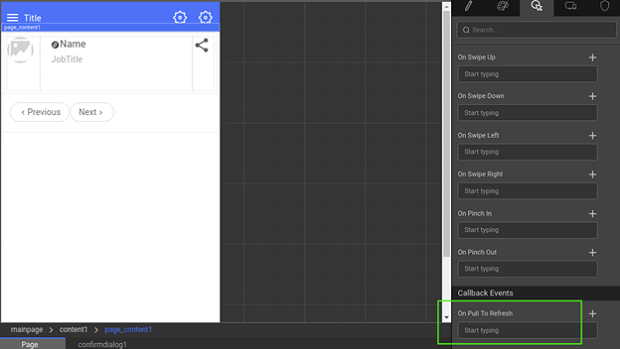 Title
page_content1
Name
JobTitle
‹ Previous
Next ›
mainpage > content1 > page_content1
Page
confirmdialog1
Search...
On Swipe Up
Start typing
On Swipe Down
Start typing
On Swipe Left
Start typing
On Swipe Right
Start typing
On Pinch In
Start typing
On Pinch Out
Start typing
Callback Events
On Pull To Refresh
Start typing